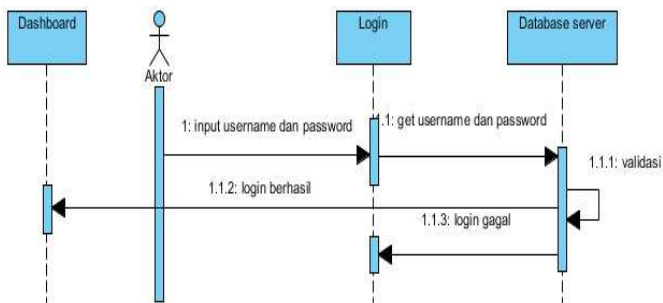 Dashboard
Aktor
Login
Database server
1: input username dan password
1.1: get username dan password
1.1.1: validasi
1.1.2: login berhasil
1.1.3: login gagal